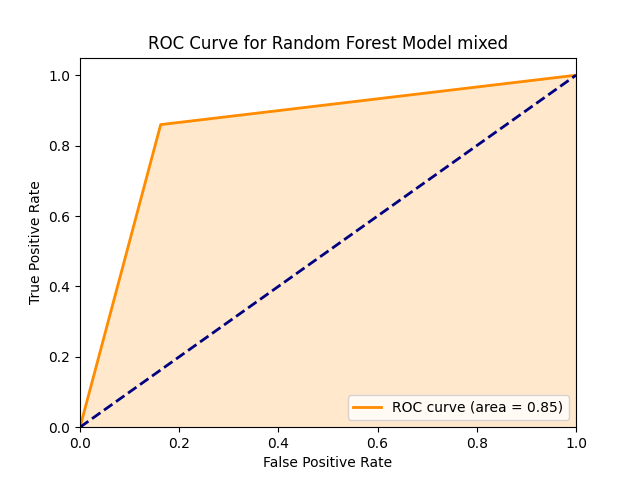 ROC Curve for Random Forest Model mixed
1.0
0.8
0.6
0.4
0.2
0.0
True Positive Rate
ROC curve (area = 0.85)
0.0 0.2 0.4 0.6 0.8 1.0
False Positive Rate